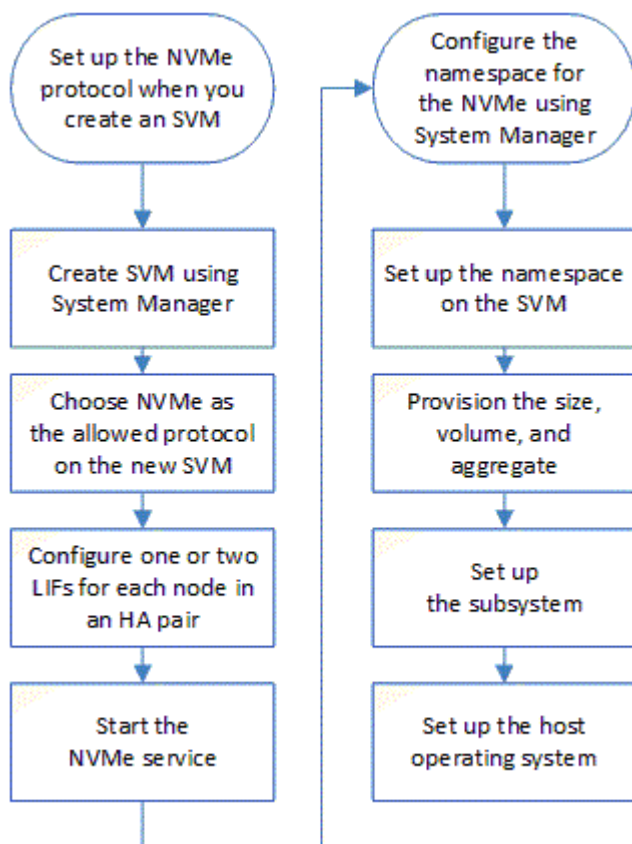 Set up the NVMe
protocol when you
create an SVM
Create SVM using
System Manager
Choose NVMe as
the allowed protocol
on the new SVM
Configure one or two
LIFs for each node in
an HA pair
Start the
NVMe service
Configure the
namespace for
the NVMe using
System Manager
Set up the namespace
on the SVM
Provision the size,
volume, and
aggregate
Set up
the subsystem
Set up the host
operating system